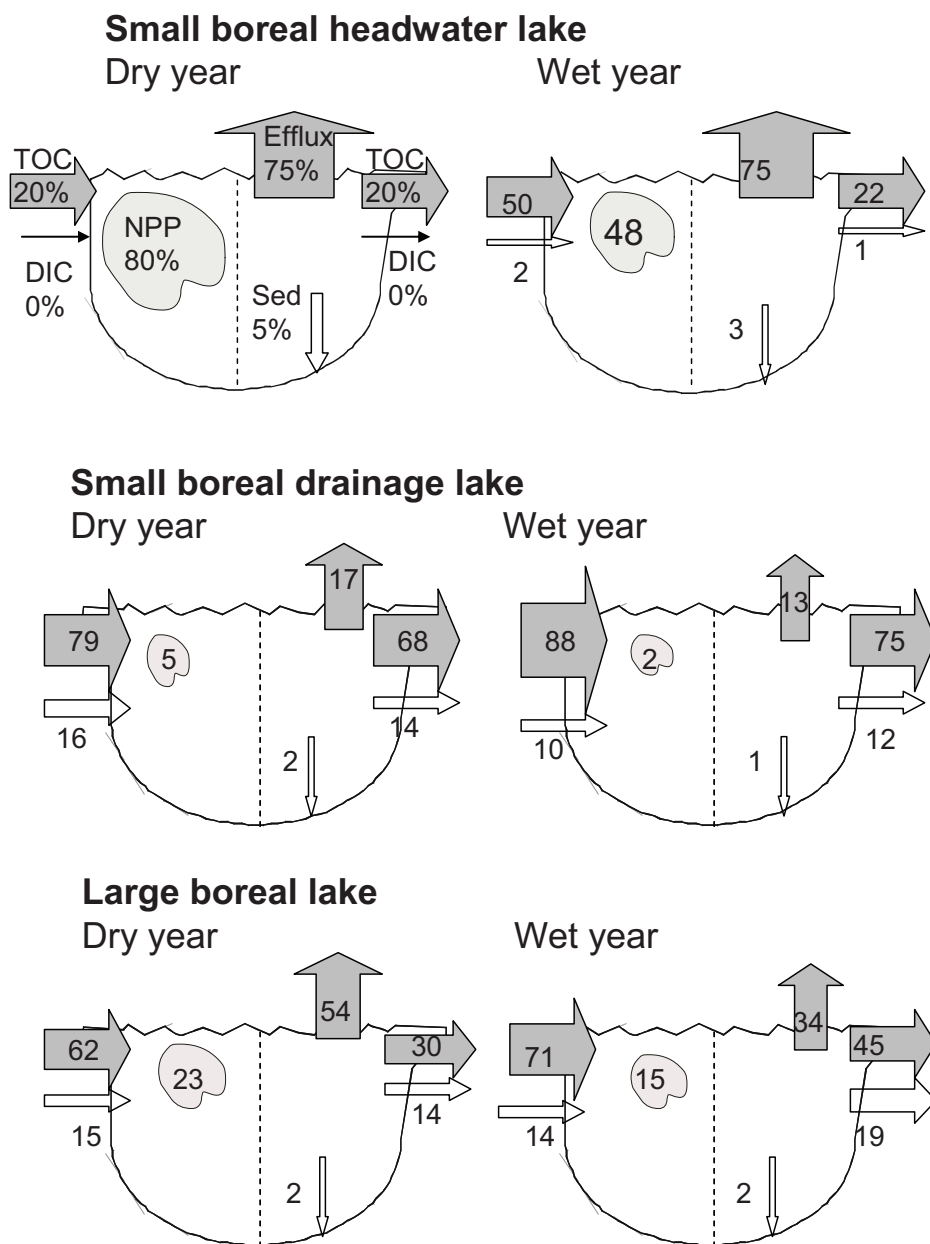 Small boreal headwater lake
Dry year
Wet year
TOC
20%
NPP
80%
DIC
0%
Efflux
75%
Sed
5%
TOC
20%
DIC
0%
50
2
48
75
3
22
1
Small boreal drainage lake
Dry year
Wet year
79
16
5
17
2
68
14
88
10
2
13
1
75
12
Large boreal lake
Dry year
Wet year
62
15
23
54
2
30
14
71
14
15
34
2
45
19